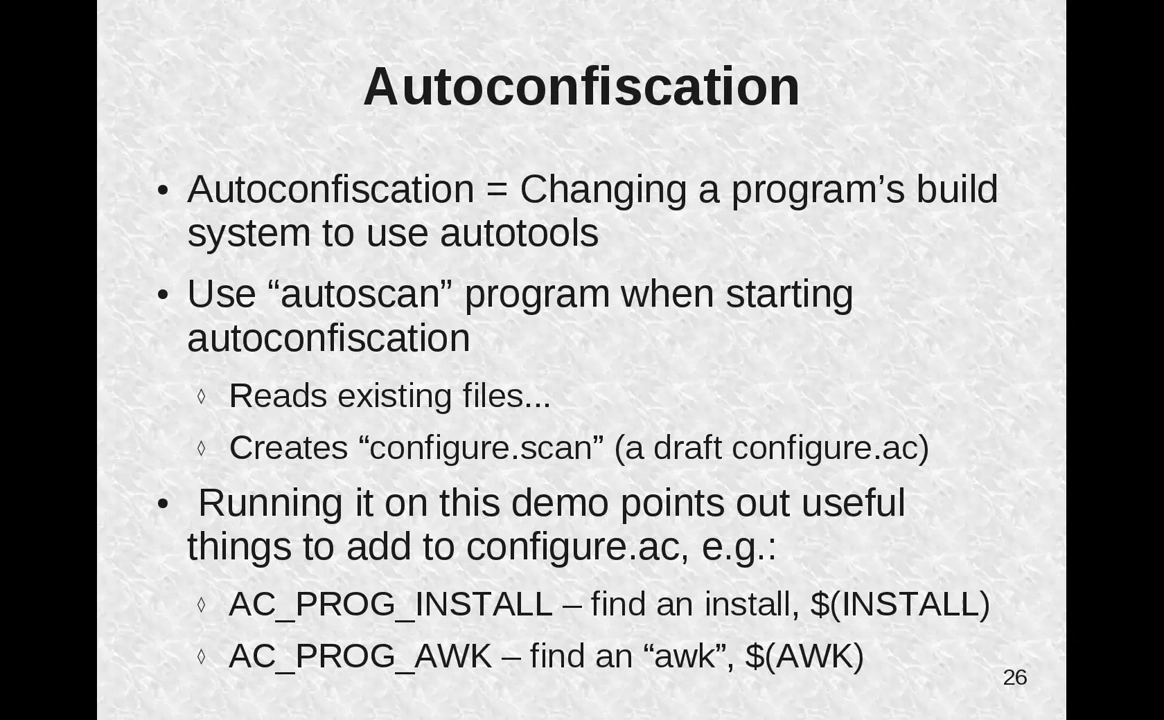 Autoconfiscation
• Autoconfiscation = Changing a program’s build
system to use autotools
• Use “autoscan” program when starting
autoconfiscation
◊ Reads existing files...
◊ Creates “configure.scan” (a draft configure.ac)
• Running it on this demo points out useful
things to add to configure.ac, e.g.:
◊ AC_PROG_INSTALL – find an install, $(INSTALL)
◊ AC_PROG_AWK – find an “awk”, $(AWK)
26